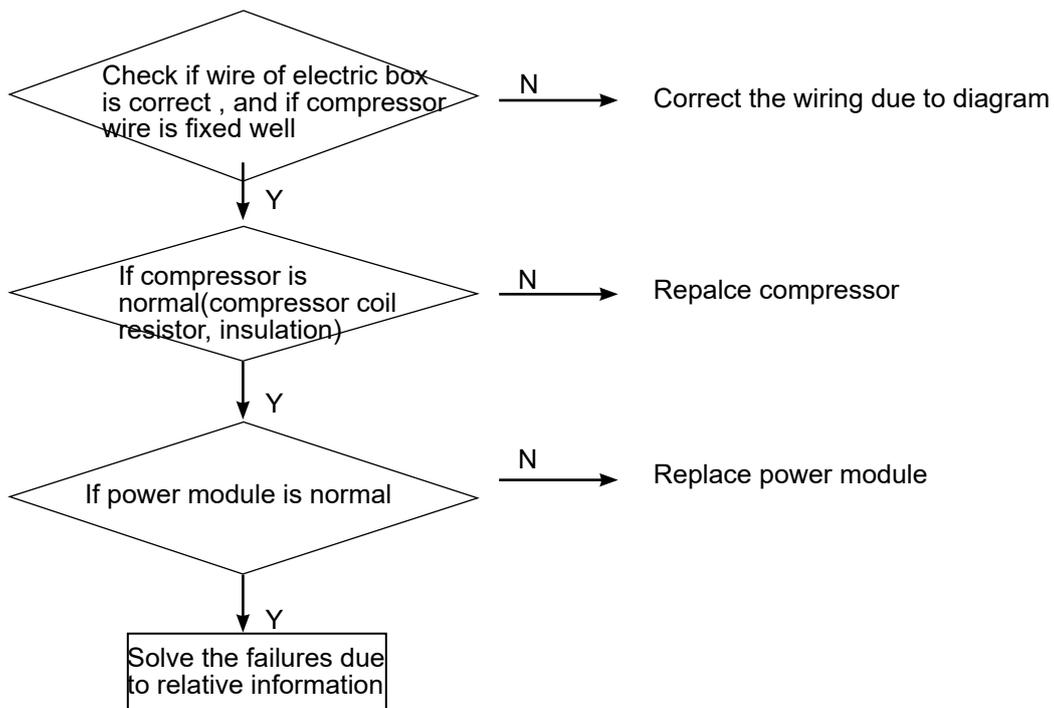 Check if wire of electric box
is correct , and if compressor
wire is fixed well
N
Correct the wiring due to diagram
Y
If compressor is
normal(compressor coil
resistor, insulation)
N
Repalce compressor
Y
If power module is normal
N
Replace power module
Y
Solve the failures due
to relative information